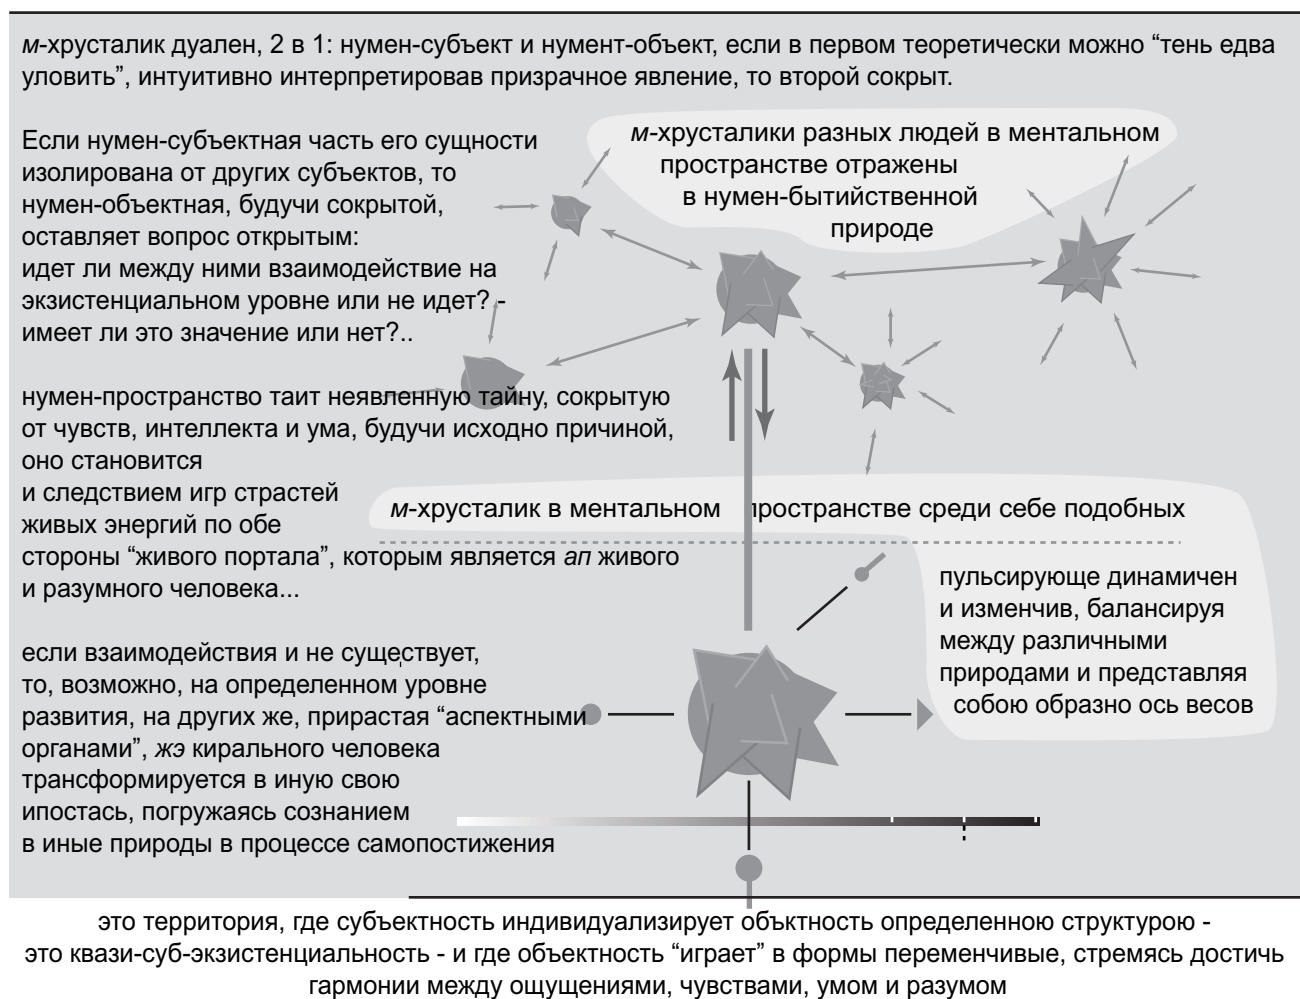 м-хрусталик дуален, 2 в 1: нумен-субъект и нумент-объект, если в первом теоретически можно “тень едва
уловить”, интуитивно интерпретировав призрачное явление, то второй сокрыт.
Если нумен-субъектная часть его сущности
изолирована от других субъектов, то
нумен-объектная, будучи сокрытой,
оставляет вопрос открытым:
идет ли между ними взаимодействие на
экзистенциальном уровне или не идет? -
имеет ли это значение или нет?..
м-хрусталики разных людей в ментальном
пространстве отражены
в нумен-бытийственной
природе
нумен-пространство таит неявленную тайну, сокрытую
от чувств, интеллекта и ума, будучи исходно причиной,
оно становится
и следствием игр страстей
живых энергий по обе
стороны “живого портала”, которым является ап живого
и разумного человека...
м-хрусталик в ментальном пространстве среди себе подобных
пульсирующе динамичен
и изменчив, балансируя
между различными
природами и представляя
собою образно ось весов
если взаимодействия и не существует,
то, возможно, на определенном уровне
развития, на других же, прирастая “аспектными
органами”, жэ кирального человека
трансформируется в иную свою
ипостась, погружаясь сознанием
в иные природы в процессе самопостижения
это территория, где субъектность индивидуализирует объктность определенною структурою -
это квази-суб-экзистенциальность - и где объектность “играет” в формы переменчивые, стремясь достичь
гармонии между ощущениями, чувствами, умом и разумом